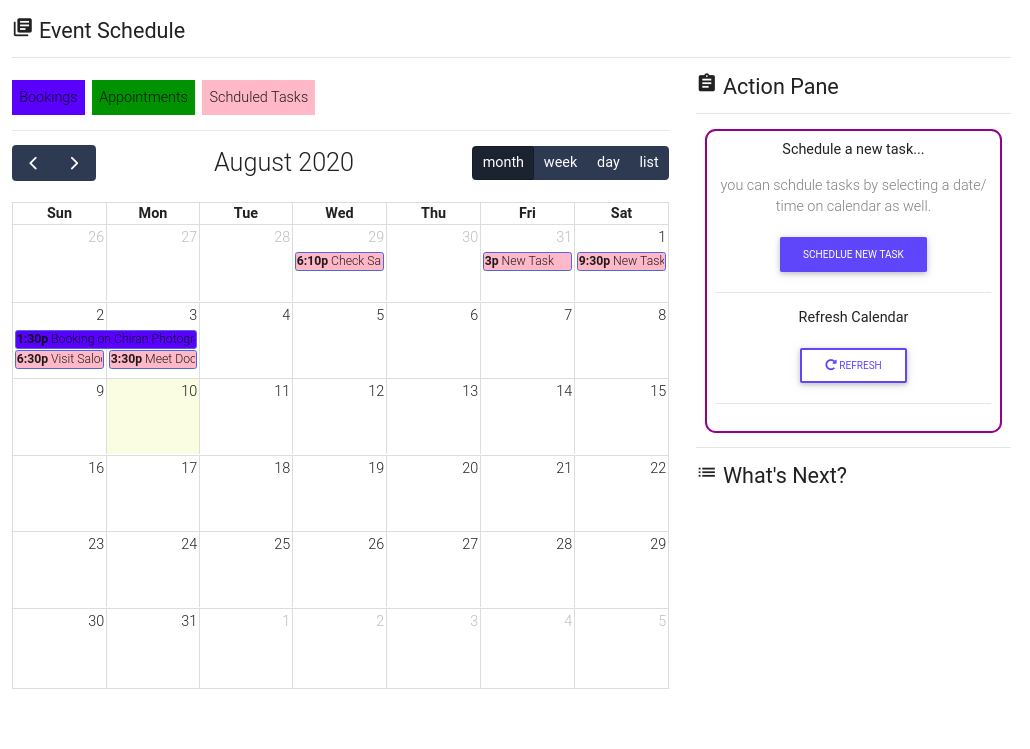 Event Schedule
Bookings Appointments Schduled Tasks
August 2020
month week day list
Sun Mon Tue Wed Thu Fri Sat
26 27 28 29 30 31 1
6:10p Check Sa 3p New Task 9:30p New Task
2 3 4 5 6 7 8
1:30p Booking on Chiran Photogr
6:30p Visit Salo 3:30p Meet Doc
9 10 11 12 13 14 15
16 17 18 19 20 21 22
23 24 25 26 27 28 29
30 31 1 2 3 4 5
Action Pane
Schedule a new task...
you can schdule tasks by selecting a date/
time on calendar as well.
SCHEDLUE NEW TASK
Refresh Calendar
REFRESH
What's Next?